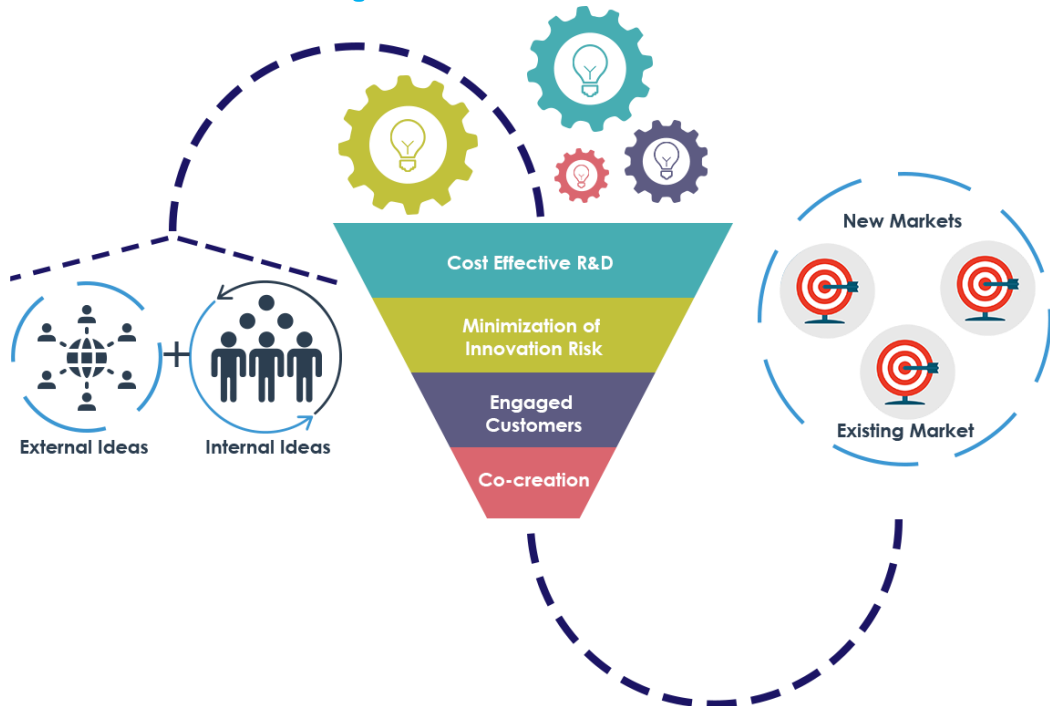 Cost Effective R&D
Minimization of
Innovation Risk
Engaged
Customers
Co-creation
External Ideas
Internal Ideas
New Markets
Existing Market